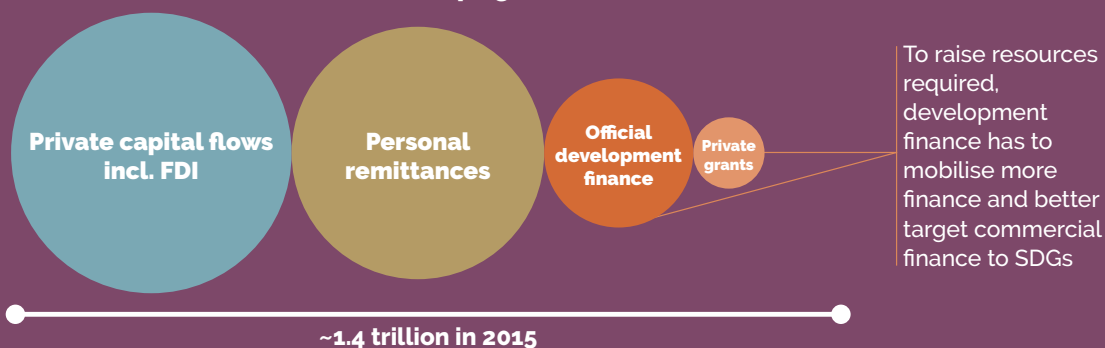 Private capital flows
incl. FDI
Personal
remittances
Official
development
finance
Private
grants
To raise resources
required,
development
finance has to
mobilise more
finance and better
target commercial
finance to SDGs
~1.4 trillion in 2015